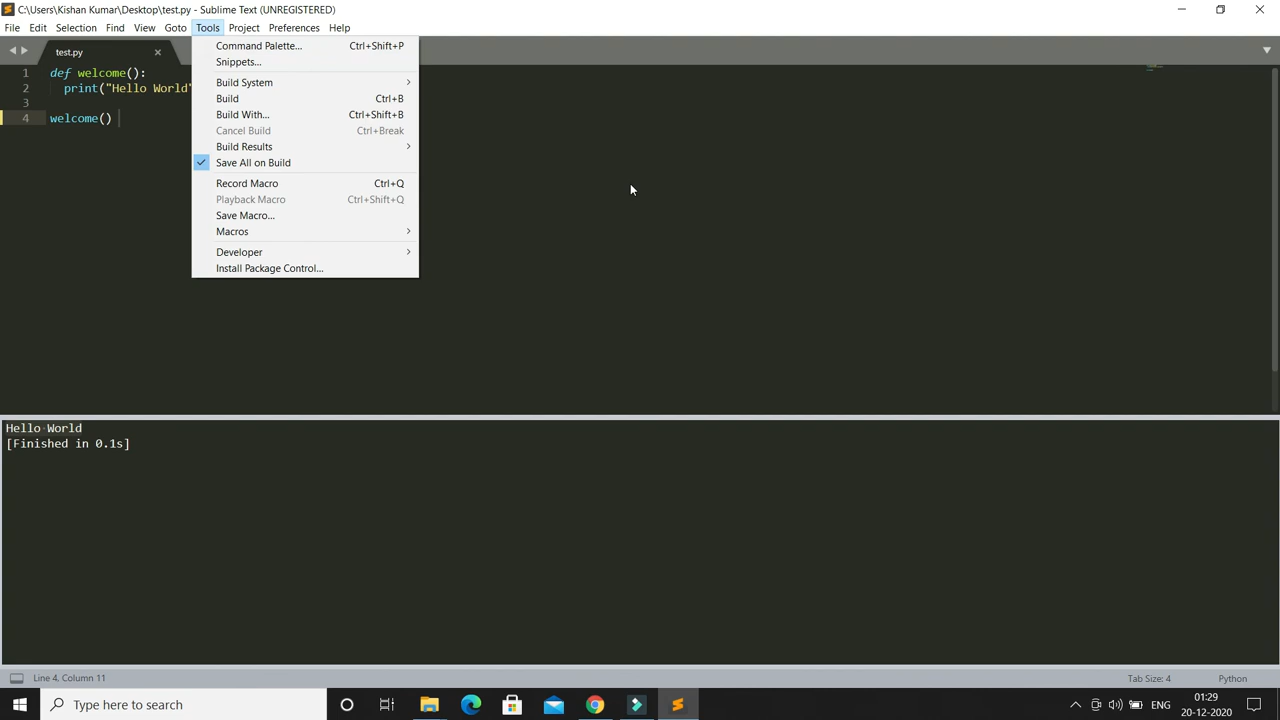 C:\Users\Kishan Kumar\Desktop\test.py - Sublime Text (UNREGISTERED)
File Edit Selection Find View Goto Tools Project Preferences Help
test.py
1 def welcome():
2 print("Hello World"
3
4 welcome()
Command Palette... Ctrl+Shift+P
Snippets...
Build System
Build Ctrl+B
Build With... Ctrl+Shift+B
Cancel Build Ctrl+Break
Build Results
Save All on Build
Record Macro Ctrl+Q
Playback Macro Ctrl+Shift+Q
Save Macro...
Macros
Developer
Install Package Control...
Hello World
[Finished in 0.1s]
Line 4, Column 11 Tab Size: 4 Python
Type here to search
ENG
01:29
20-12-2020